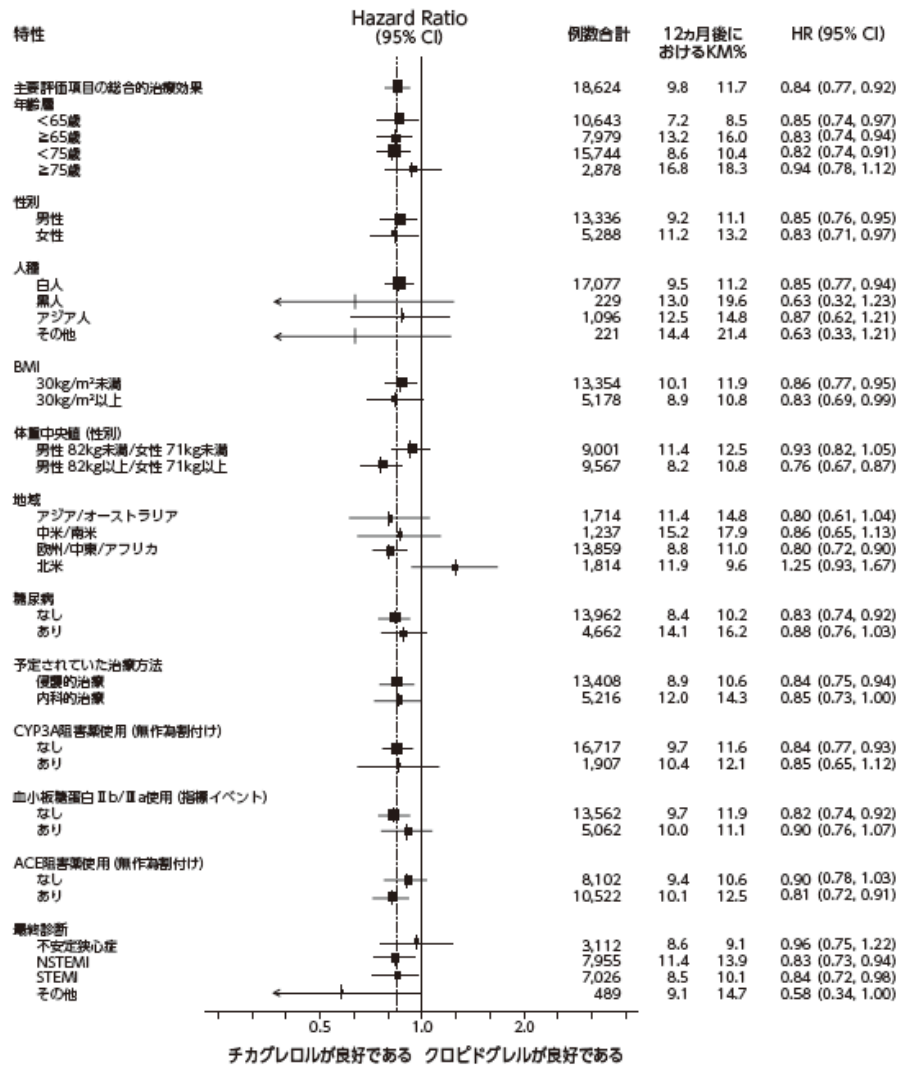 特性 Hazard Ratio (95% CI) 例数合計 12ヵ月後におけるKM% HR (95% CI)
主要評価項目の総合的治療効果 18,624 9.8 11.7 0.84 (0.77, 0.92)
年齢層
<65歳 10,643 7.2 8.5 0.85 (0.74, 0.97)
≧65歳 7,979 13.2 16.0 0.83 (0.74, 0.94)
<75歳 15,744 8.6 10.4 0.82 (0.74, 0.91)
≧75歳 2,878 16.8 18.3 0.94 (0.78, 1.12)
性別
男性 13,336 9.2 11.1 0.85 (0.76, 0.95)
女性 5,288 11.2 13.2 0.83 (0.71, 0.97)
人種
白人 17,077 9.5 11.2 0.85 (0.77, 0.94)
黒人 229 13.0 19.6 0.63 (0.32, 1.23)
アジア人 1,096 12.5 14.8 0.87 (0.62, 1.21)
その他 221 14.4 21.4 0.63 (0.33, 1.21)
BMI
30kg/m²未満 13,354 10.1 11.9 0.86 (0.77, 0.95)
30kg/m²以上 5,178 8.9 10.8 0.83 (0.69, 0.99)
体重中央値 (性別)
男性 82kg未満/女性 71kg未満 9,001 11.4 12.5 0.93 (0.82, 1.05)
男性 82kg以上/女性 71kg以上 9,567 8.2 10.8 0.76 (0.67, 0.87)
地域
アジア/オーストラリア 1,714 11.4 14.8 0.80 (0.61, 1.04)
中米/南米 1,237 15.2 17.9 0.86 (0.65, 1.13)
欧州/中東/アフリカ 13,859 8.8 11.0 0.80 (0.72, 0.90)
北米 1,814 11.9 9.6 1.25 (0.93, 1.67)
糖尿病
なし 13,962 8.4 10.2 0.83 (0.74, 0.92)
あり 4,662 14.1 16.2 0.88 (0.76, 1.03)
予定されていた治療方法
侵襲的治療 13,408 8.9 10.6 0.84 (0.75, 0.94)
内科的治療 5,216 12.0 14.3 0.85 (0.73, 1.00)
CYP3A阻害薬使用 (無作為割付け)
なし 16,717 9.7 11.6 0.84 (0.77, 0.93)
あり 1,907 10.4 12.1 0.85 (0.65, 1.12)
血小板糖蛋白Ⅱb/Ⅲa使用 (指標イベント)
なし 13,562 9.7 11.9 0.82 (0.74, 0.92)
あり 5,062 10.0 11.1 0.90 (0.76, 1.07)
ACE阻害薬使用 (無作為割付け)
なし 8,102 9.4 10.6 0.90 (0.78, 1.03)
あり 10,522 10.1 12.5 0.81 (0.72, 0.91)
最終診断
不安定狭心症 3,112 8.6 9.1 0.96 (0.75, 1.22)
NSTEMI 7,955 11.4 13.9 0.83 (0.73, 0.94)
STEMI 7,026 8.5 10.1 0.84 (0.72, 0.98)
その他 489 9.1 14.7 0.58 (0.34, 1.00)
0.5 1.0 2.0
チカグレロルが良好である クロピドグレルが良好である